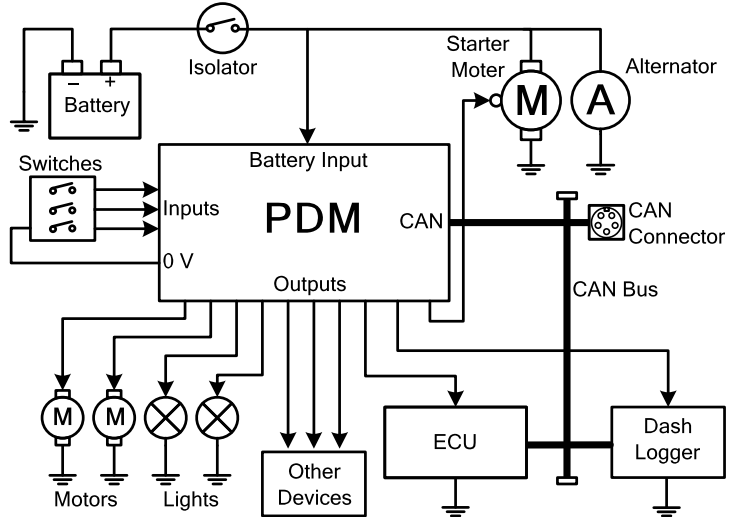 Isolator
Starter
Moter
Alternator
− +
Battery
M
A
Switches
Battery Input
Inputs
PDM
CAN
CAN
Connector
0 V
Outputs
CAN Bus
M
M
ECU
Dash
Logger
Other
Devices
Motors
Lights